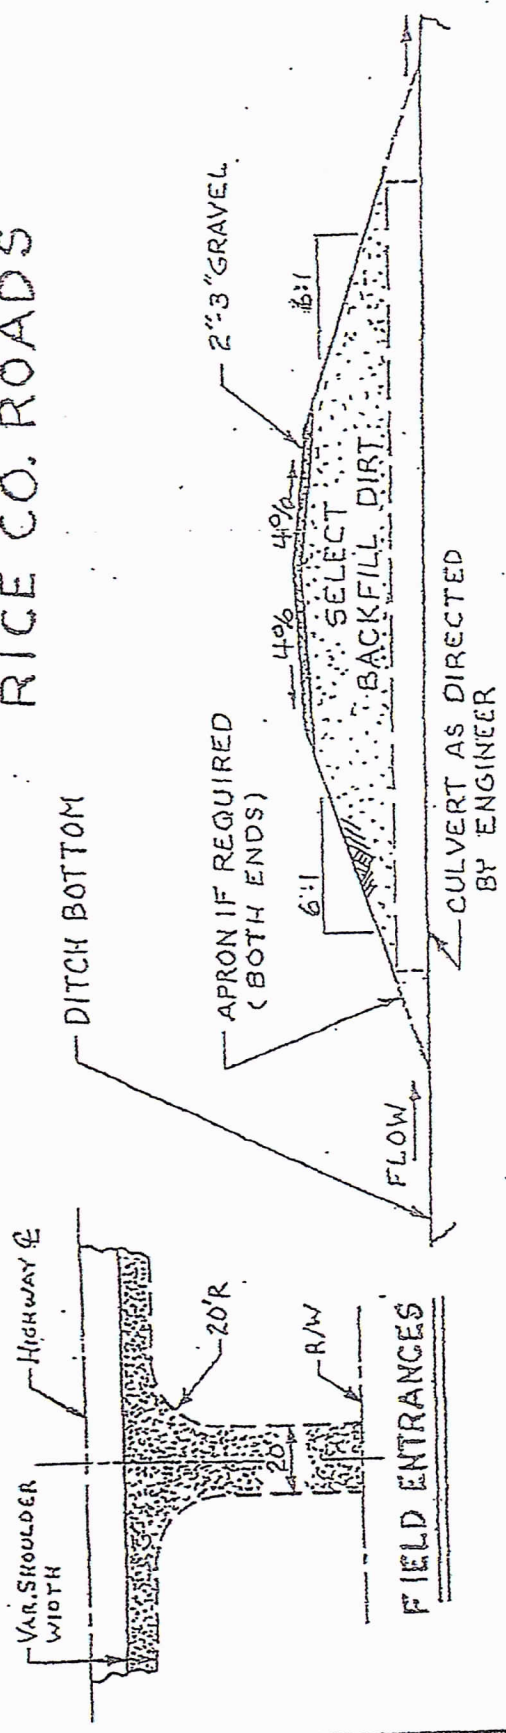 RICE CO. ROADS
HIGHWAY ℄
VAR. SHOULDER
WIDTH
20'R
20'
R/W
FIELD ENTRANCES
DITCH BOTTOM
APRON IF REQUIRED
(BOTH ENDS)
2"-3" GRAVEL
4%
4%
6:1
6:1
SELECT
BACKFILL DIRT
FLOW
CULVERT AS DIRECTED
BY ENGINEER